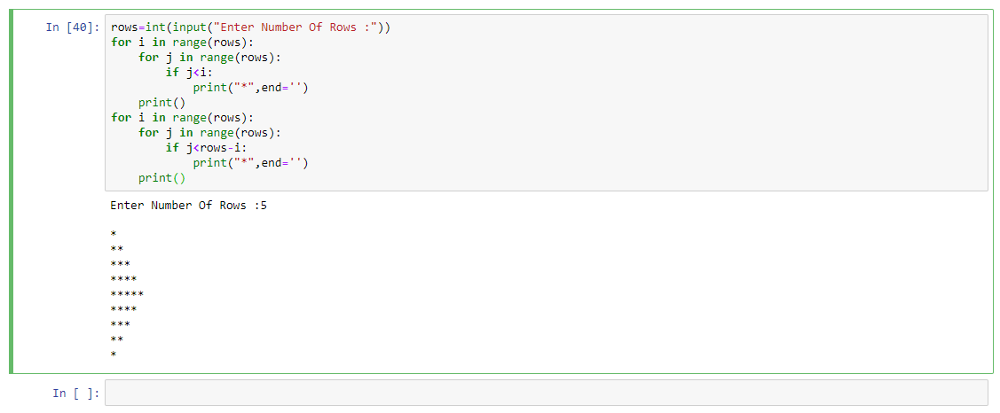 In [40]: rows=int(input("Enter Number Of Rows :"))
for i in range(rows):
    for j in range(rows):
        if j<i:
            print("*",end='')
    print()
for i in range(rows):
    for j in range(rows):
        if j<rows-i:
            print("*",end='')
    print()
Enter Number Of Rows :5

*
**
***
****
*****
****
***
**
*
In [ ]: